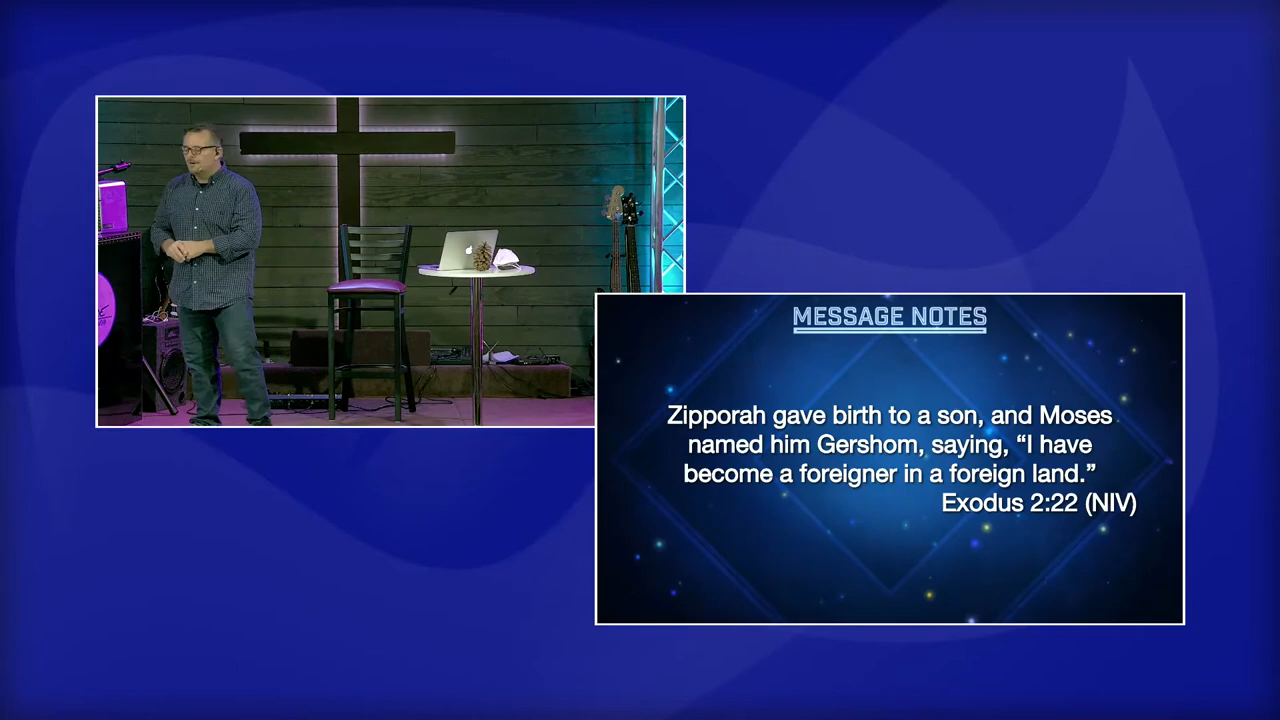 MESSAGE NOTES
Zipporah gave birth to a son, and Moses
named him Gershom, saying, “I have
become a foreigner in a foreign land.”
Exodus 2:22 (NIV)